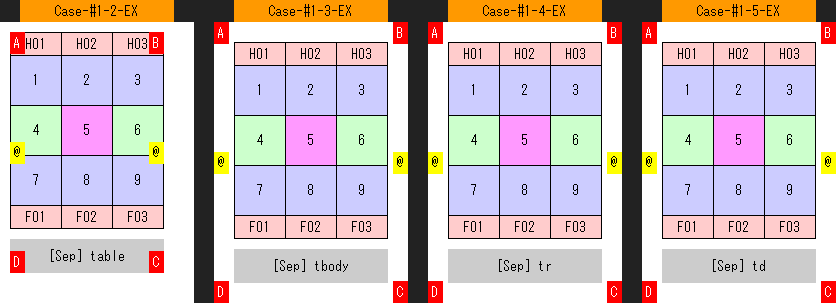 Case-#1-2-EX Case-#1-3-EX Case-#1-4-EX Case-#1-5-EX
A B A B A B A B
H01 H02 H03 H01 H02 H03 H01 H02 H03 H01 H02 H03
1 2 3 1 2 3 1 2 3 1 2 3
4 5 6 4 5 6 4 5 6 4 5 6
@ @ @ @ @ @ @ @
7 8 9 7 8 9 7 8 9 7 8 9
F01 F02 F03 F01 F02 F03 F01 F02 F03 F01 F02 F03
[Sep] table [Sep] tbody [Sep] tr [Sep] td
D C D C D C D C